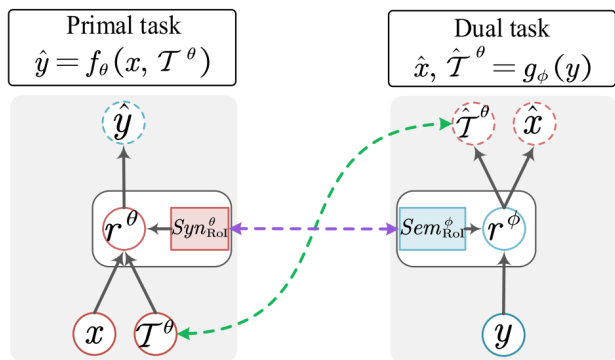 Primal task
ŷ = f_θ(x, 𝒯^θ)
Dual task
x̂, 𝒯̂^θ = g_ϕ(y)
ŷ
𝒯̂^θ
x̂
r^θ
Syn^θ_RoI
Sem^ϕ_RoI
r^ϕ
x
𝒯^θ
y